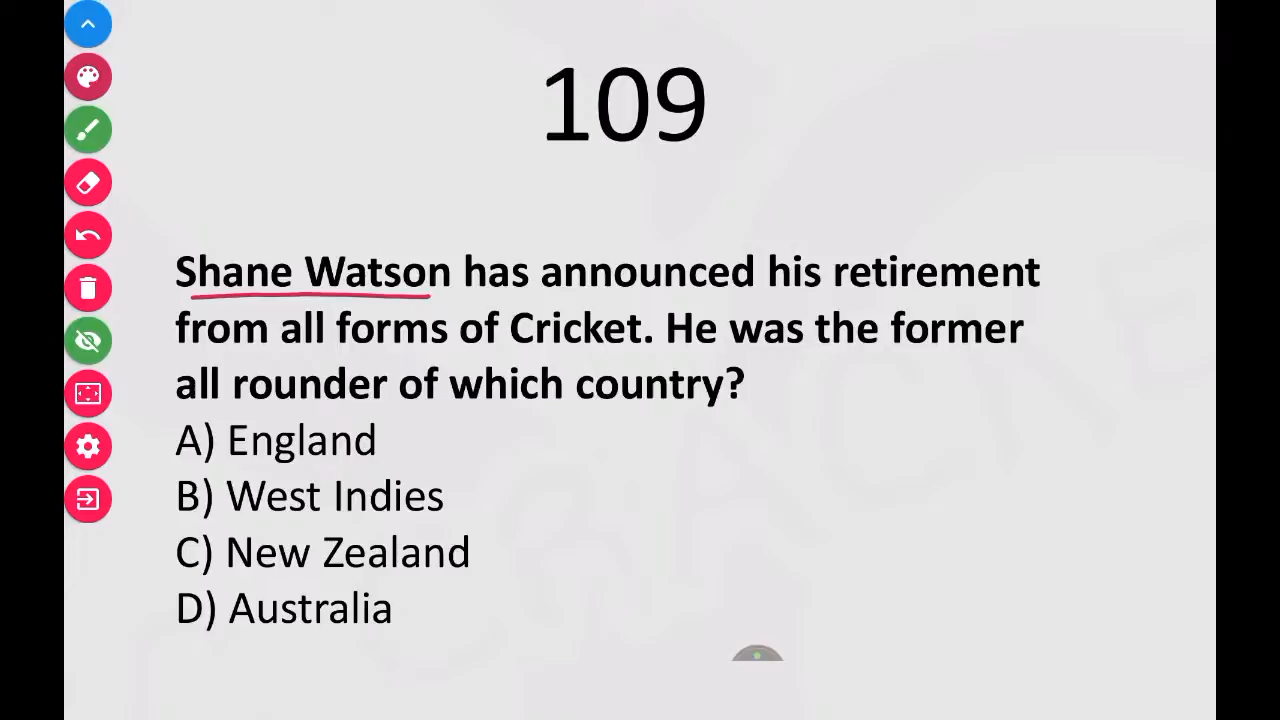 109
Shane Watson has announced his retirement
from all forms of Cricket. He was the former
all rounder of which country?
A) England
B) West Indies
C) New Zealand
D) Australia